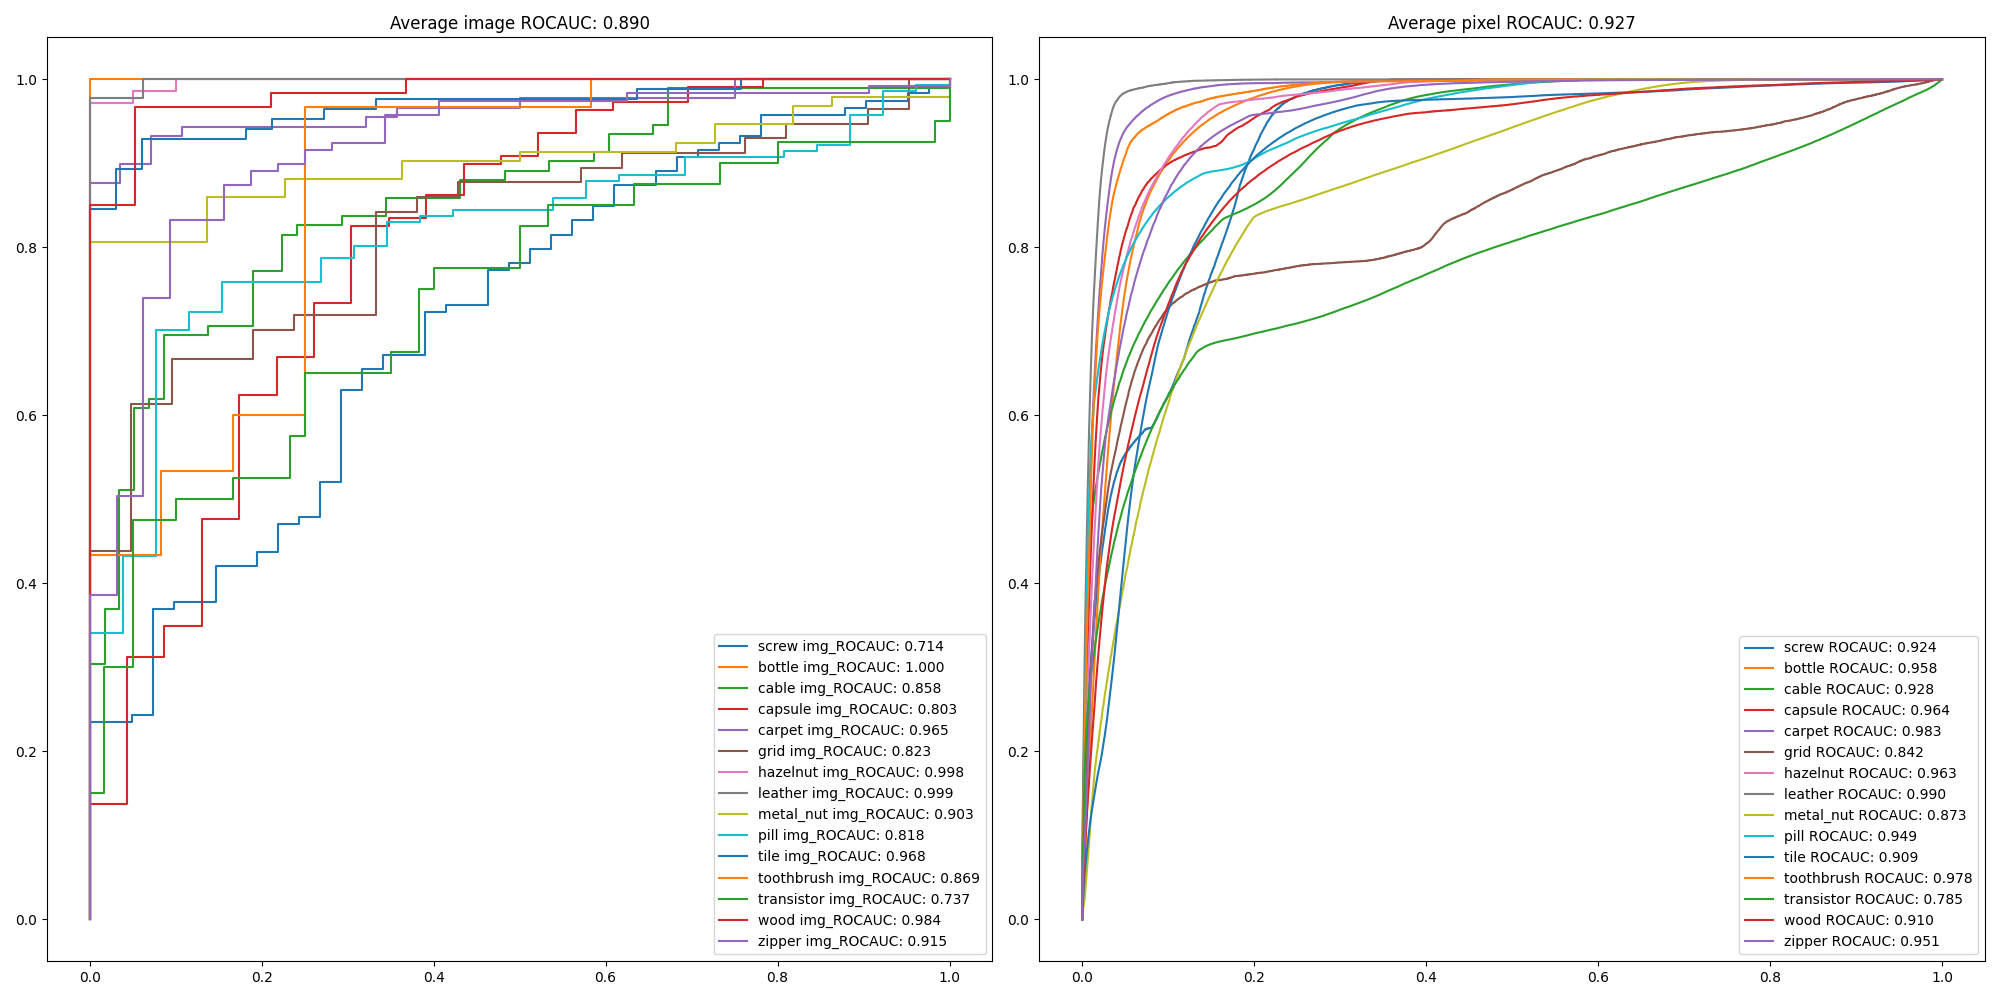 Average image ROCAUC: 0.890
1.0
0.8
0.6
0.4
0.2
0.0
0.0 0.2 0.4 0.6 0.8 1.0
screw img_ROCAUC: 0.714
bottle img_ROCAUC: 1.000
cable img_ROCAUC: 0.858
capsule img_ROCAUC: 0.803
carpet img_ROCAUC: 0.965
grid img_ROCAUC: 0.823
hazelnut img_ROCAUC: 0.998
leather img_ROCAUC: 0.999
metal_nut img_ROCAUC: 0.903
pill img_ROCAUC: 0.818
tile img_ROCAUC: 0.968
toothbrush img_ROCAUC: 0.869
transistor img_ROCAUC: 0.737
wood img_ROCAUC: 0.984
zipper img_ROCAUC: 0.915
Average pixel ROCAUC: 0.927
1.0
0.8
0.6
0.4
0.2
0.0
0.0 0.2 0.4 0.6 0.8 1.0
screw ROCAUC: 0.924
bottle ROCAUC: 0.958
cable ROCAUC: 0.928
capsule ROCAUC: 0.964
carpet ROCAUC: 0.983
grid ROCAUC: 0.842
hazelnut ROCAUC: 0.963
leather ROCAUC: 0.990
metal_nut ROCAUC: 0.873
pill ROCAUC: 0.949
tile ROCAUC: 0.909
toothbrush ROCAUC: 0.978
transistor ROCAUC: 0.785
wood ROCAUC: 0.910
zipper ROCAUC: 0.951